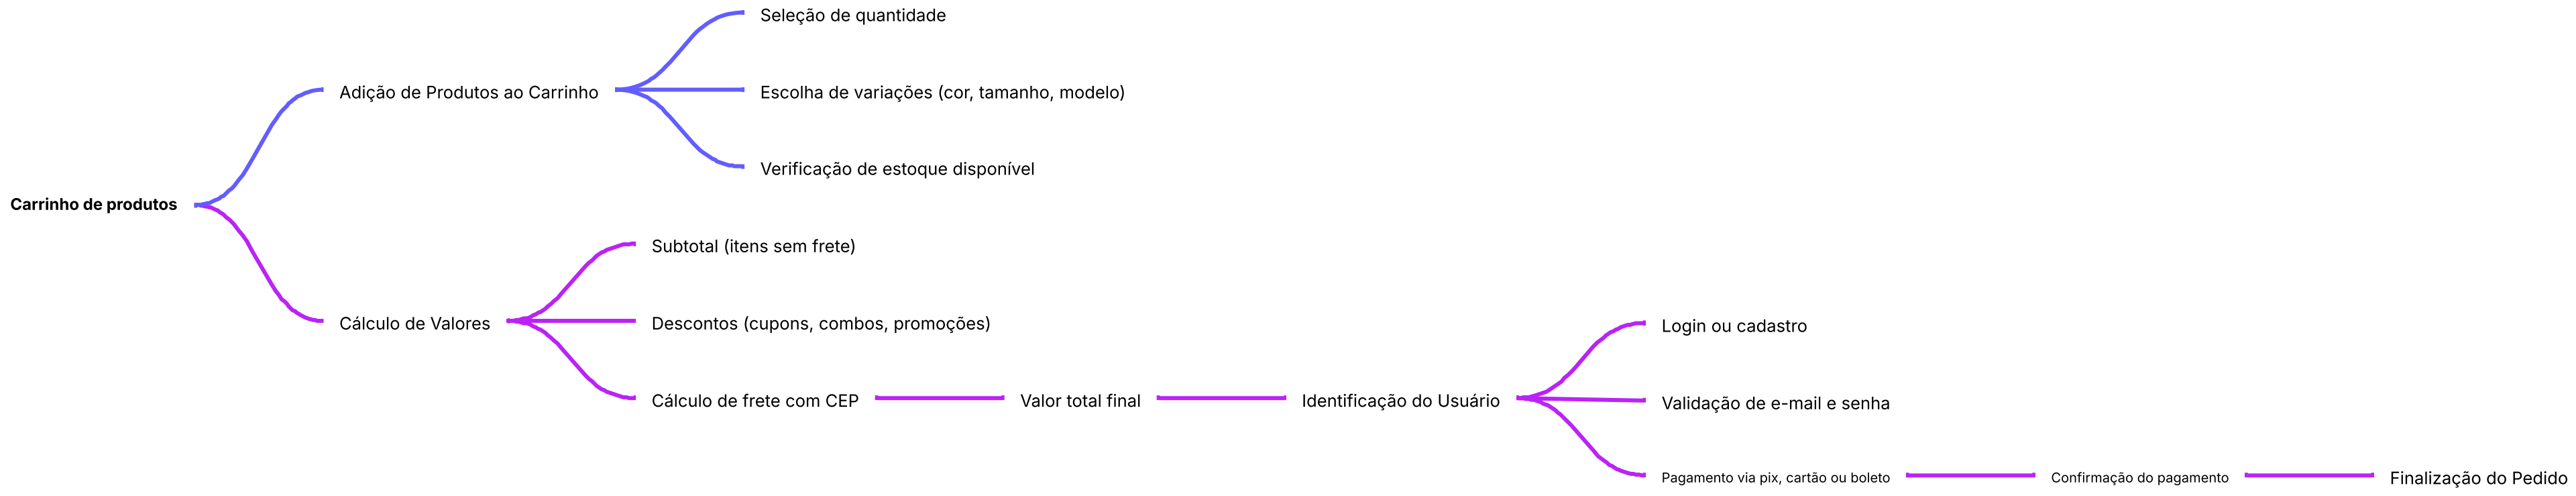 Seleção de quantidade
Adição de Produtos ao Carrinho
Escolha de variações (cor, tamanho, modelo)
Verificação de estoque disponível
Carrinho de produtos
Subtotal (itens sem frete)
Cálculo de Valores
Descontos (cupons, combos, promoções)
Cálculo de frete com CEP
Valor total final
Identificação do Usuário
Login ou cadastro
Validação de e-mail e senha
Pagamento via pix, cartão ou boleto
Confirmação do pagamento
Finalização do Pedido